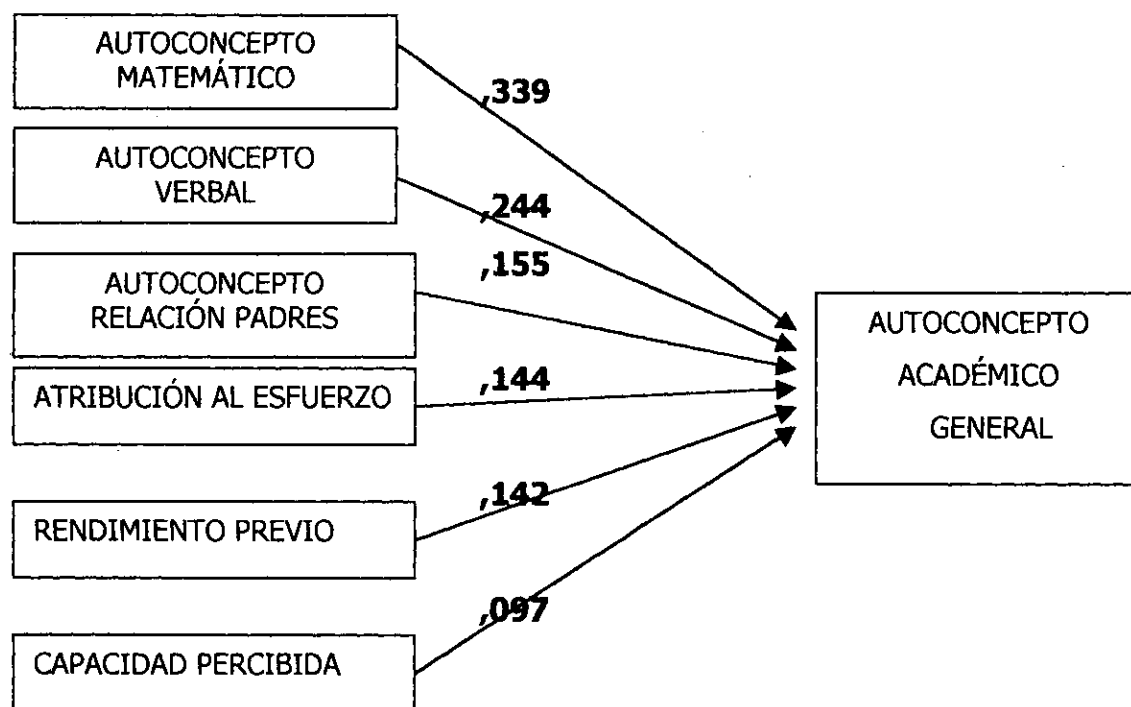 AUTOCONCEPTO
MATEMÁTICO
,339
AUTOCONCEPTO
VERBAL
,244
AUTOCONCEPTO
RELACIÓN PADRES
,155
ATRIBUCIÓN AL ESFUERZO
,144
RENDIMIENTO PREVIO
,142
CAPACIDAD PERCIBIDA
,097
AUTOCONCEPTO
ACADÉMICO
GENERAL